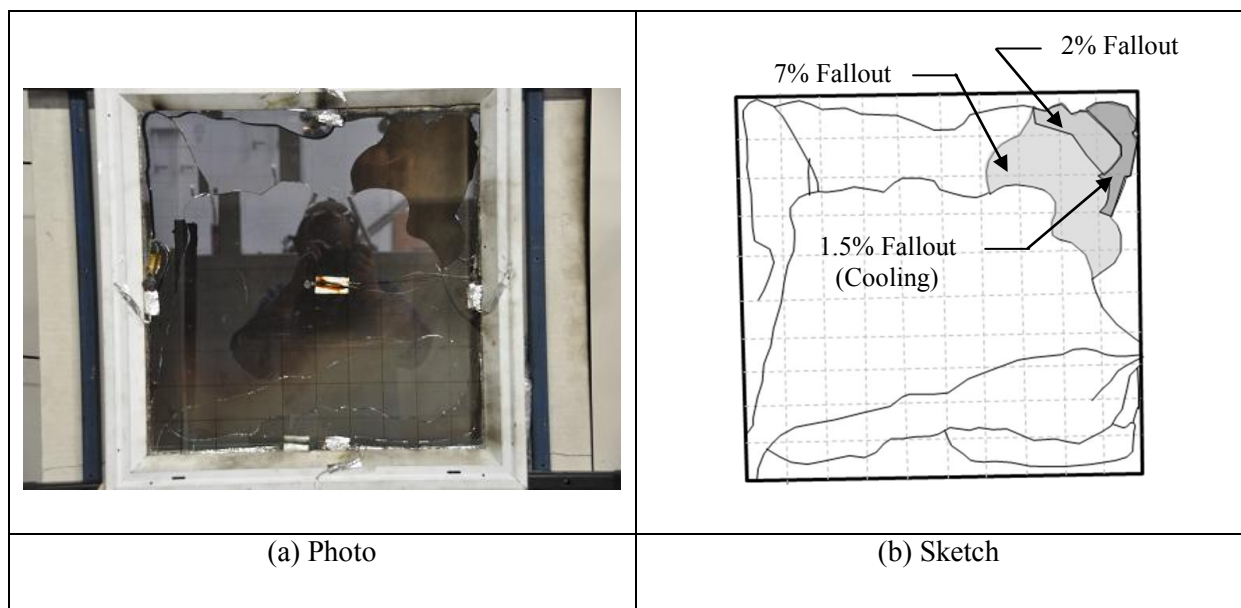 2% Fallout
7% Fallout
1.5% Fallout
(Cooling)
(a) Photo
(b) Sketch